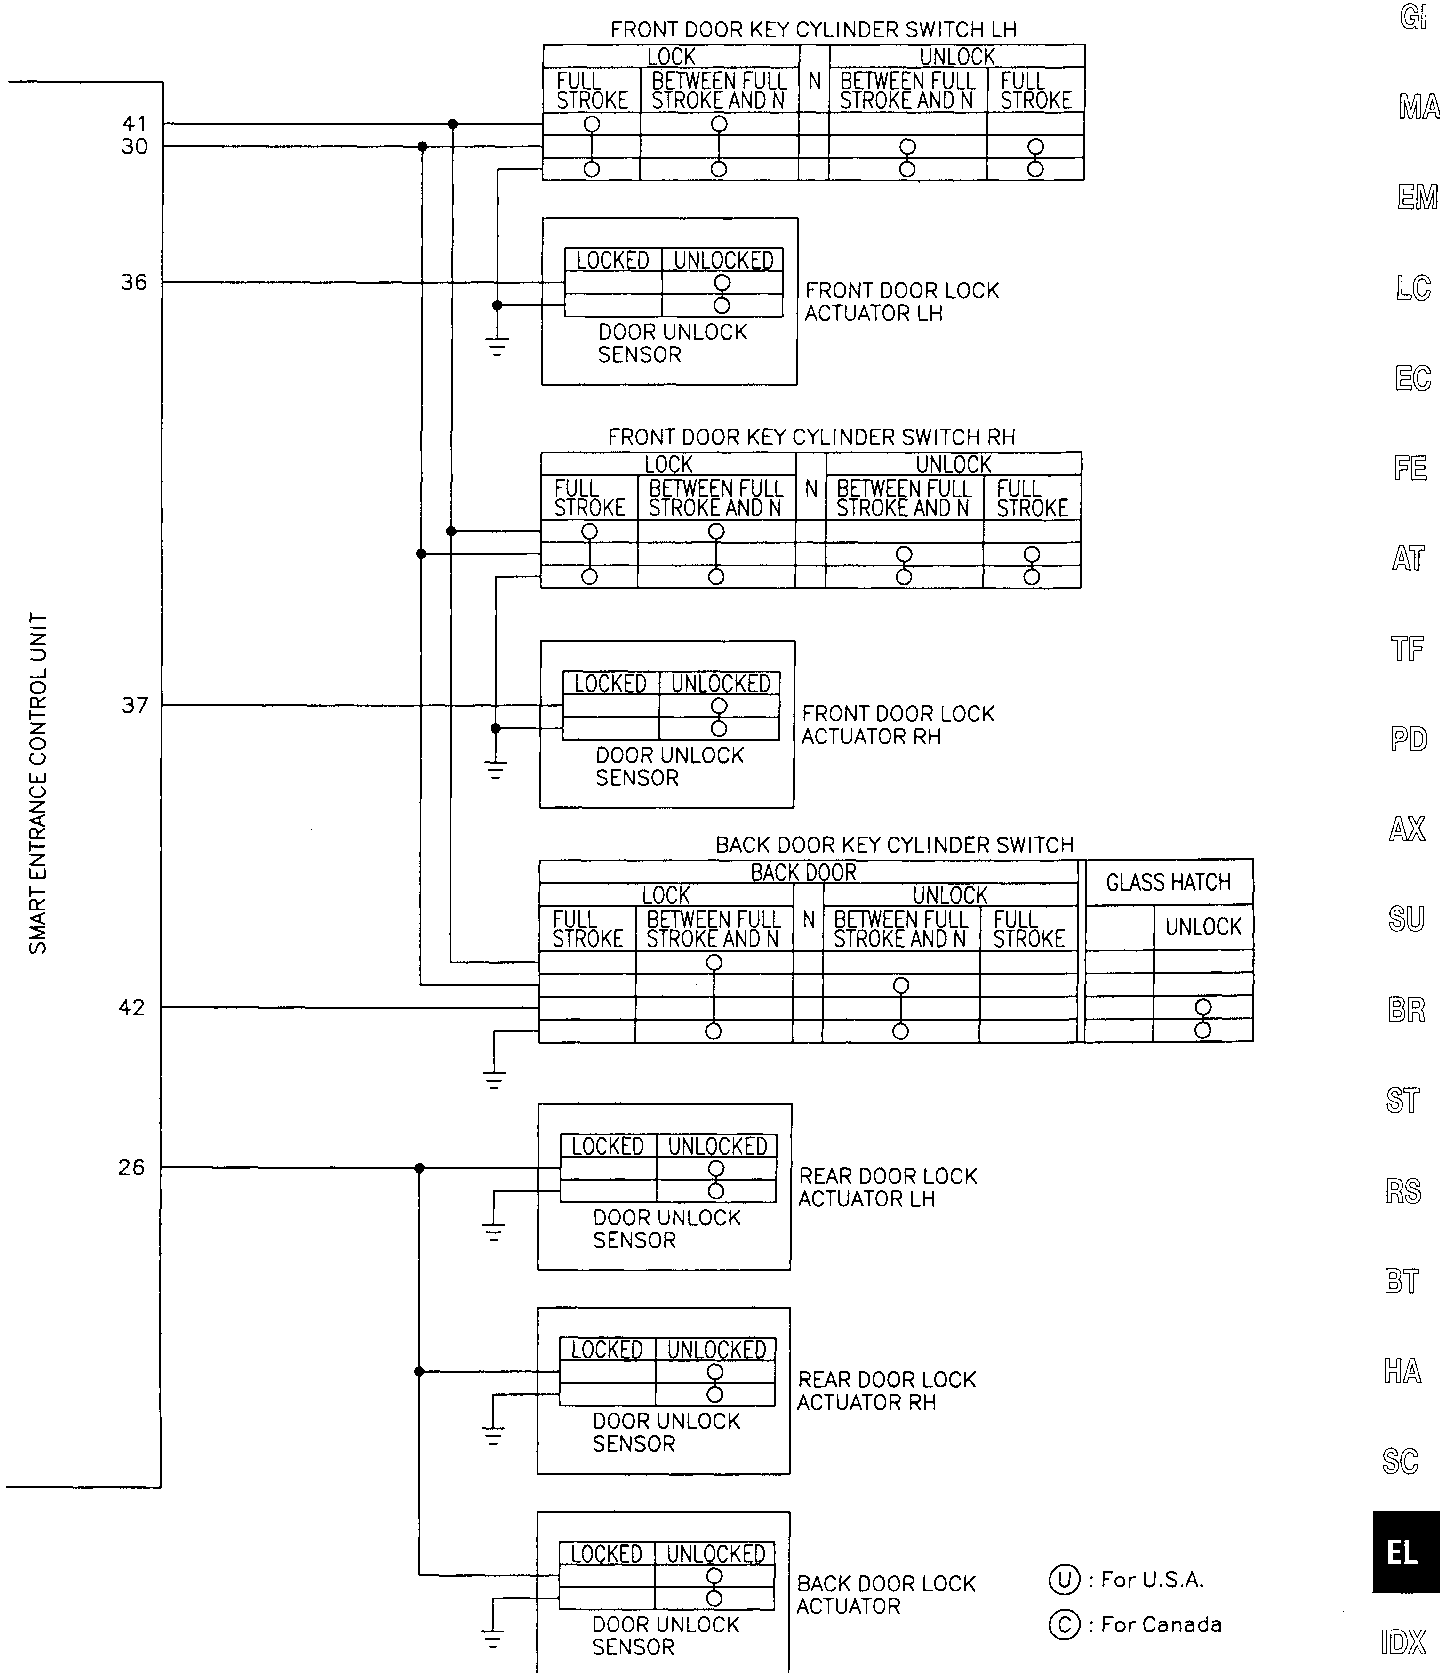 FRONT DOOR KEY CYLINDER SWITCH LH
LOCK UNLOCK
FULL STROKE
BETWEEN FULL STROKE AND N
N
BETWEEN FULL STROKE AND N
FULL STROKE
41
30
36
LOCKED UNLOCKED
DOOR UNLOCK
SENSOR
FRONT DOOR LOCK
ACTUATOR LH
FRONT DOOR KEY CYLINDER SWITCH RH
LOCK UNLOCK
FULL STROKE
BETWEEN FULL STROKE AND N
N
BETWEEN FULL STROKE AND N
FULL STROKE
SMART ENTRANCE CONTROL UNIT
37
LOCKED UNLOCKED
DOOR UNLOCK
SENSOR
FRONT DOOR LOCK
ACTUATOR RH
BACK DOOR KEY CYLINDER SWITCH
BACK DOOR
GLASS HATCH
LOCK UNLOCK
FULL STROKE
BETWEEN FULL STROKE AND N
N
BETWEEN FULL STROKE AND N
FULL STROKE
UNLOCK
42
26
LOCKED UNLOCKED
DOOR UNLOCK
SENSOR
REAR DOOR LOCK
ACTUATOR LH
LOCKED UNLOCKED
DOOR UNLOCK
SENSOR
REAR DOOR LOCK
ACTUATOR RH
LOCKED UNLOCKED
DOOR UNLOCK
SENSOR
BACK DOOR LOCK
ACTUATOR
U : For U.S.A.
C : For Canada
GI
MA
EM
LC
EC
FE
AT
TF
PD
AX
SU
BR
ST
RS
BT
HA
SC
EL
IDX